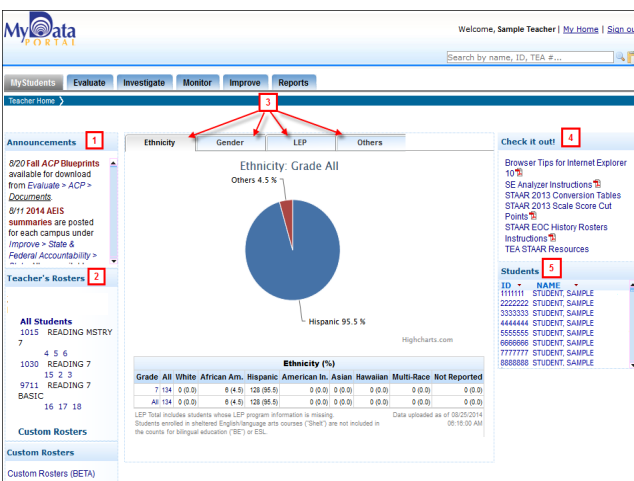 MyData
PORTAL
Welcome, Sample Teacher | My Home | Sign ou
Search by name, ID, TEA #...
MyStudents Evaluate Investigate Monitor Improve Reports
Teacher Home
3
Announcements 1
8/20 Fall ACP Blueprints
available for download
from Evaluate > ACP >
Documents.
8/11 2014 AEIS
summaries are posted
for each campus under
Improve > State &
Federal Accountability >
Teacher's Rosters 2
All Students
1015 READING MSTRY
7
4 5 6
1030 READING 7
15 2 3
9711 READING 7
BASIC
16 17 18
Custom Rosters
Custom Rosters
Custom Rosters (BETA)
Ethnicity Gender LEP Others
Ethnicity: Grade All
Others 4.5 %
Hispanic 95.5 %
Highcharts.com
Ethnicity (%)
Grade All White African Am. Hispanic American In. Asian Hawaiian Multi-Race Not Reported
7 134 0 (0.0) 6 (4.5) 128 (95.5) 0 (0.0) 0 (0.0) 0 (0.0) 0 (0.0) 0 (0.0)
All 134 0 (0.0) 6 (4.5) 128 (95.5) 0 (0.0) 0 (0.0) 0 (0.0) 0 (0.0) 0 (0.0)
LEP Total includes students whose LEP program information is missing.
Students enrolled in sheltered English/language arts courses ("Shelt") are not included in
the counts for bilingual education ("BE") or ESL.
Data uploaded as of 08/25/2014
06:16:00 AM
Check it out! 4
Browser Tips for Internet Explorer
10
SE Analyzer Instructions
STAAR 2013 Conversion Tables
STAAR 2013 Scale Score Cut
Points
STAAR EOC History Rosters
Instructions
TEA STAAR Resources
Students 5
ID NAME
1111111 STUDENT, SAMPLE
2222222 STUDENT, SAMPLE
3333333 STUDENT, SAMPLE
4444444 STUDENT, SAMPLE
5555555 STUDENT, SAMPLE
6666666 STUDENT, SAMPLE
7777777 STUDENT, SAMPLE
8888888 STUDENT, SAMPLE